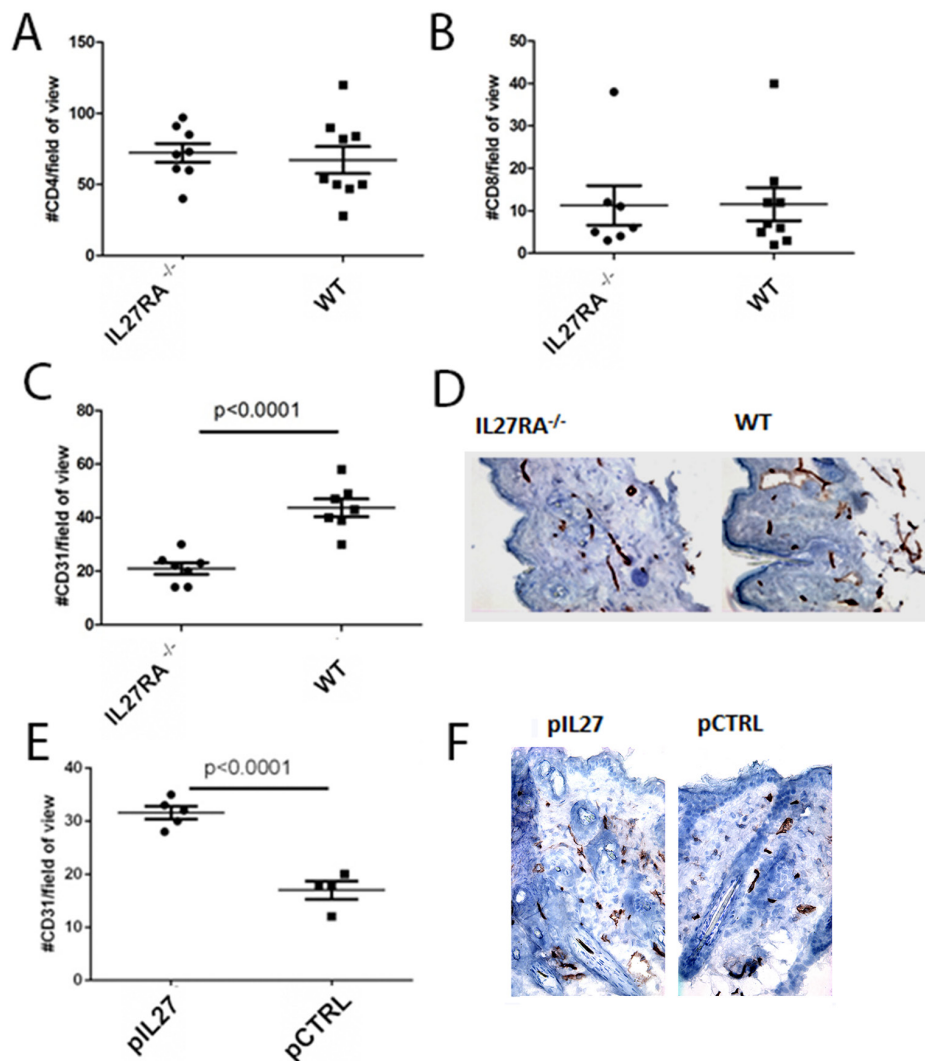 A
#CD4/field of view
150
100
50
0
IL27RA -/-
WT
B
#CD8/field of view
50
40
30
20
10
0
IL27RA -/-
WT
C
#CD31/field of view
80
60
40
20
0
p<0.0001
IL27RA -/-
WT
D
IL27RA-/-
WT
E
#CD31/field of view
40
30
20
10
0
p<0.0001
pIL27
pCTRL
F
pIL27
pCTRL